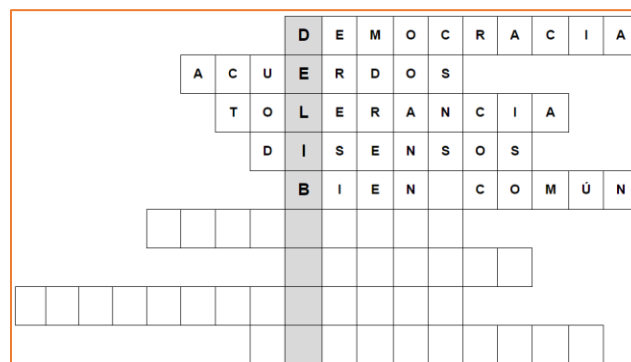 DEMOCRACIA
ACUERDOS
TOLERANCIA
DISENSOS
BIEN COMÚN